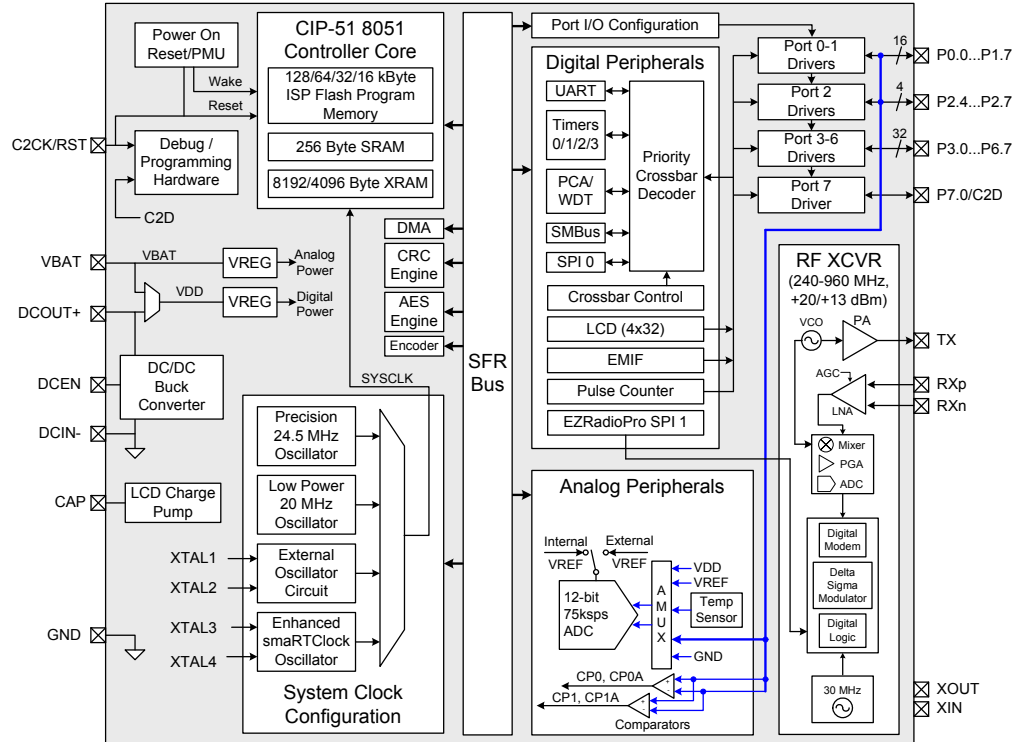 Power On
Reset/PMU
Wake
Reset
C2CK/RST
Debug /
Programming
Hardware
C2D
CIP-51 8051
Controller Core
128/64/32/16 kByte
ISP Flash Program
Memory
256 Byte SRAM
8192/4096 Byte XRAM
VBAT
VBAT
VREG
Analog
Power
VDD
VREG
Digital
Power
DCOUT+
DC/DC
Buck
Converter
DCEN
DCIN-
CAP
LCD Charge
Pump
XTAL1
XTAL2
XTAL3
XTAL4
GND
DMA
CRC
Engine
AES
Engine
Encoder
SYSCLK
Precision
24.5 MHz
Oscillator
Low Power
20 MHz
Oscillator
External
Oscillator
Circuit
Enhanced
smaRTClock
Oscillator
System Clock
Configuration
SFR
Bus
Port I/O Configuration
Digital Peripherals
UART
Timers
0/1/2/3
PCA/
WDT
SMBus
SPI 0
Priority
Crossbar
Decoder
Crossbar Control
LCD (4x32)
EMIF
Pulse Counter
EZRadioPro SPI 1
Port 0-1
Drivers
Port 2
Drivers
Port 3-6
Drivers
Port 7
Driver
16
P0.0...P1.7
4
P2.4...P2.7
32
P3.0...P6.7
P7.0/C2D
Analog Peripherals
Internal
VREF
External
VREF
12-bit
75ksps
ADC
A
M
U
X
VDD
VREF
Temp
Sensor
GND
CP0, CP0A
+
-
CP1, CP1A
+
-
Comparators
RF XCVR
(240-960 MHz,
+20/+13 dBm)
VCO
PA
TX
AGC
LNA
RXp
RXn
Mixer
PGA
ADC
Digital
Modem
Delta
Sigma
Modulator
Digital
Logic
30 MHz
XOUT
XIN